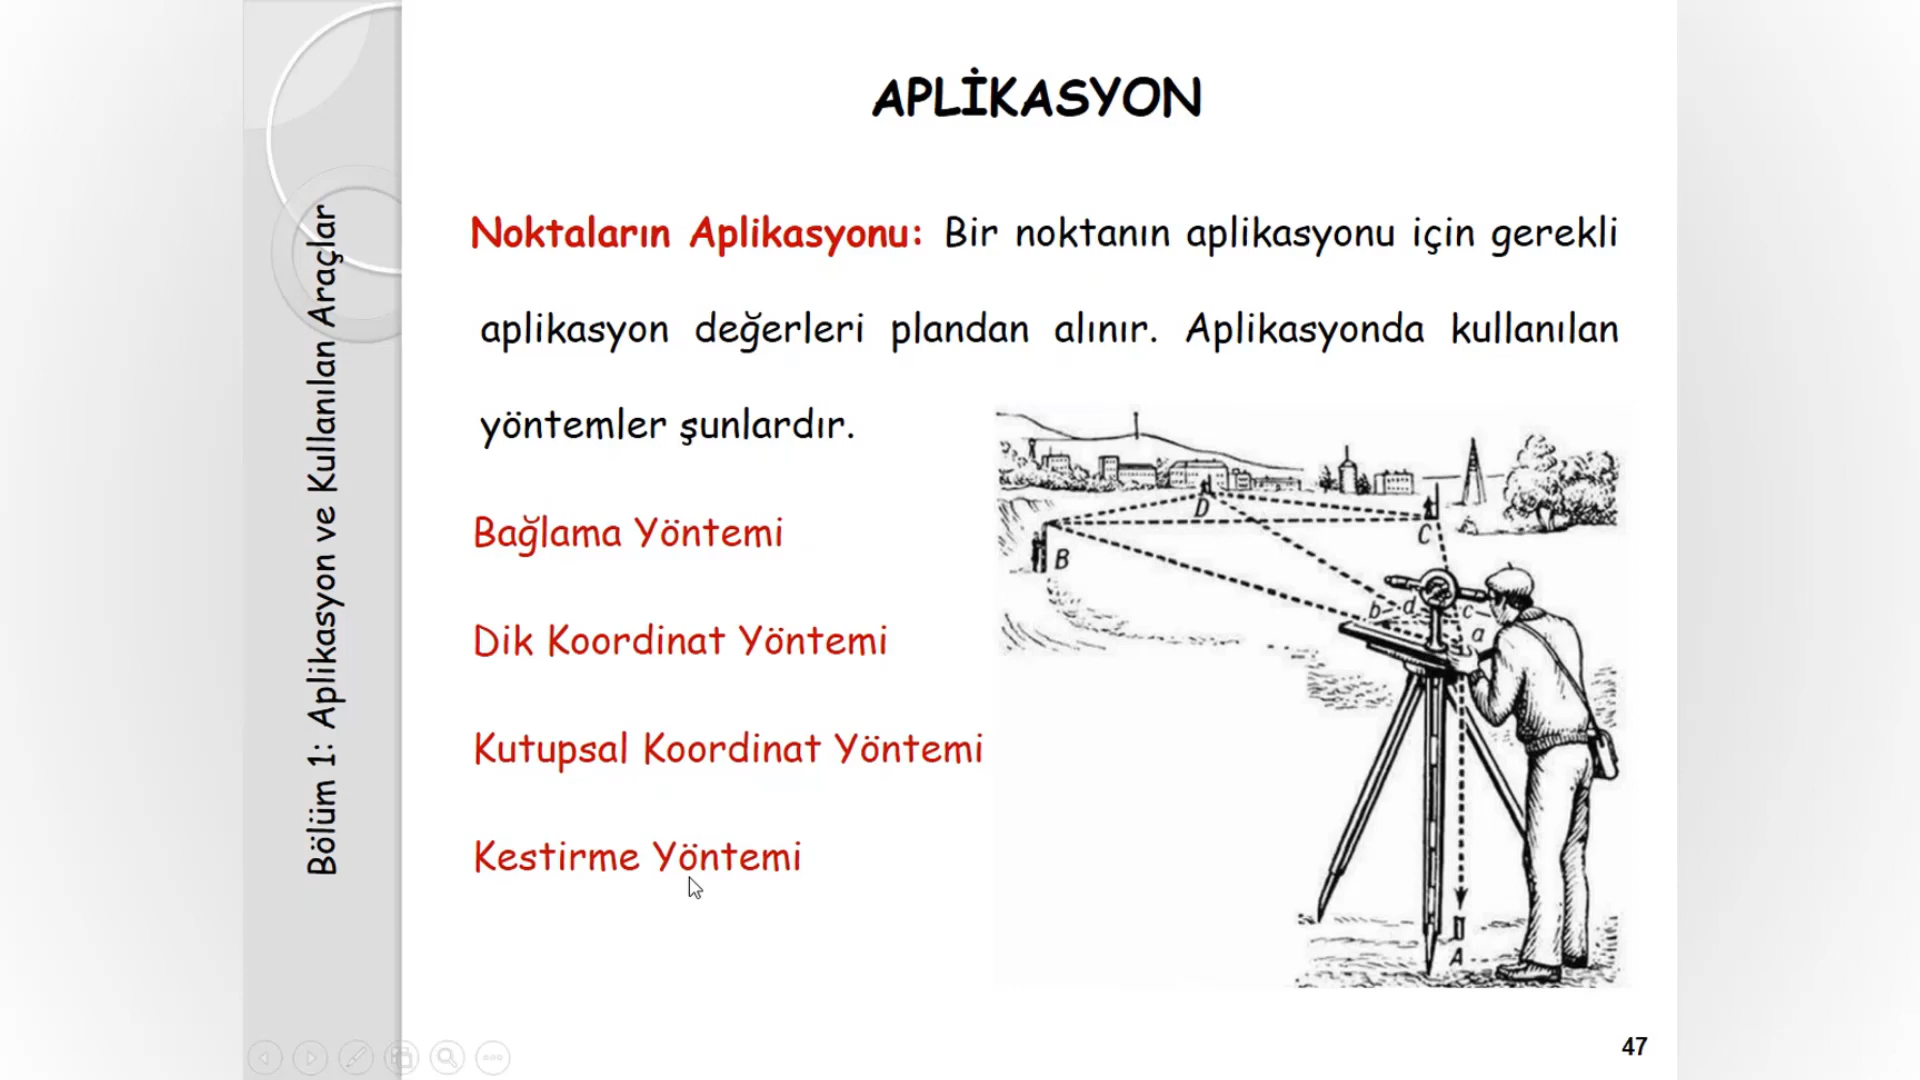 APLİKASYON
Noktaların Aplikasyonu: Bir noktanın aplikasyonu için gerekli
aplikasyon değerleri plandan alınır. Aplikasyonda kullanılan
yöntemler şunlardır.
Bağlama Yöntemi
Dik Koordinat Yöntemi
Kutupsal Koordinat Yöntemi
Kestirme Yöntemi
D
C
B
b d c
a
A
Bölüm 1: Aplikasyon ve Kullanılan Araçlar
47